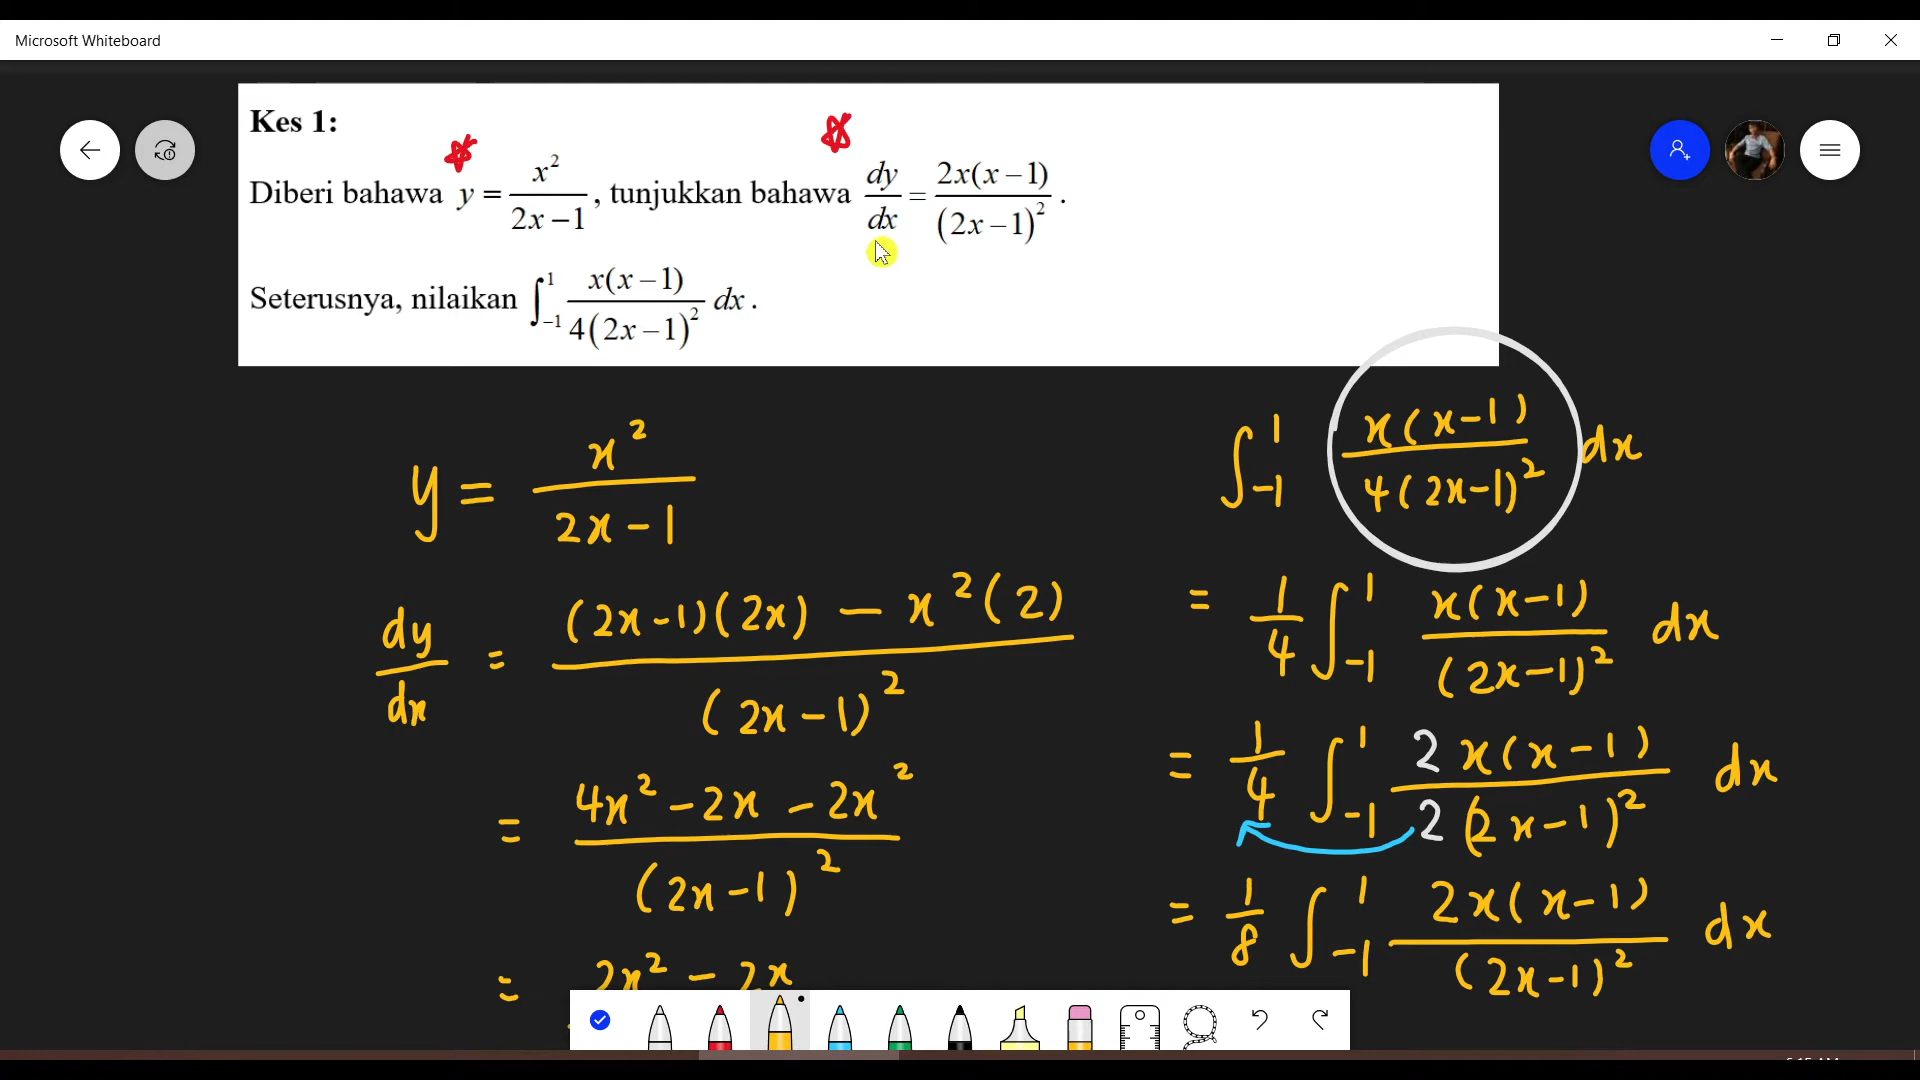 Microsoft Whiteboard
Kes 1:
Diberi bahawa y = x²/(2x − 1), tunjukkan bahawa dy/dx = 2x(x − 1)/(2x − 1)².
Seterusnya, nilaikan ∫₋₁¹ x(x − 1)/4(2x − 1)² dx.
y = x²/(2x − 1)
dy/dx = ((2x − 1)(2x) − x²(2))/(2x − 1)²
= (4x² − 2x − 2x²)/(2x − 1)²
= 2x² − 2x
∫₋₁¹ x(x − 1)/4(2x − 1)² dx
= 1/4 ∫₋₁¹ x(x − 1)/(2x − 1)² dx
= 1/4 ∫₋₁¹ 2x(x − 1)/2(2x − 1)² dx
= 1/8 ∫₋₁¹ 2x(x − 1)/(2x − 1)² dx